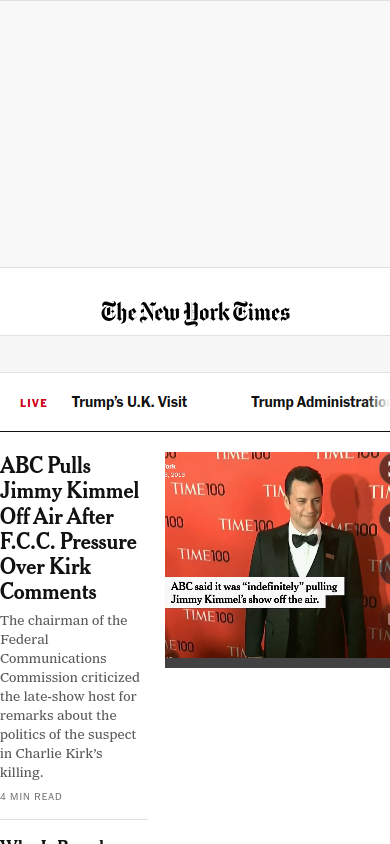 The New York Times
LIVE
Trump's U.K. Visit
Trump Administratio
ABC Pulls
Jimmy Kimmel
Off Air After
F.C.C. Pressure
Over Kirk
Comments
The chairman of the
Federal
Communications
Commission criticized
the late-show host for
remarks about the
politics of the suspect
in Charlie Kirk's
killing.
4 MIN READ
TIME100
TIME100
TIME100
TIME100
TIME100
ABC said it was “indefinitely” pulling
Jimmy Kimmel's show off the air.